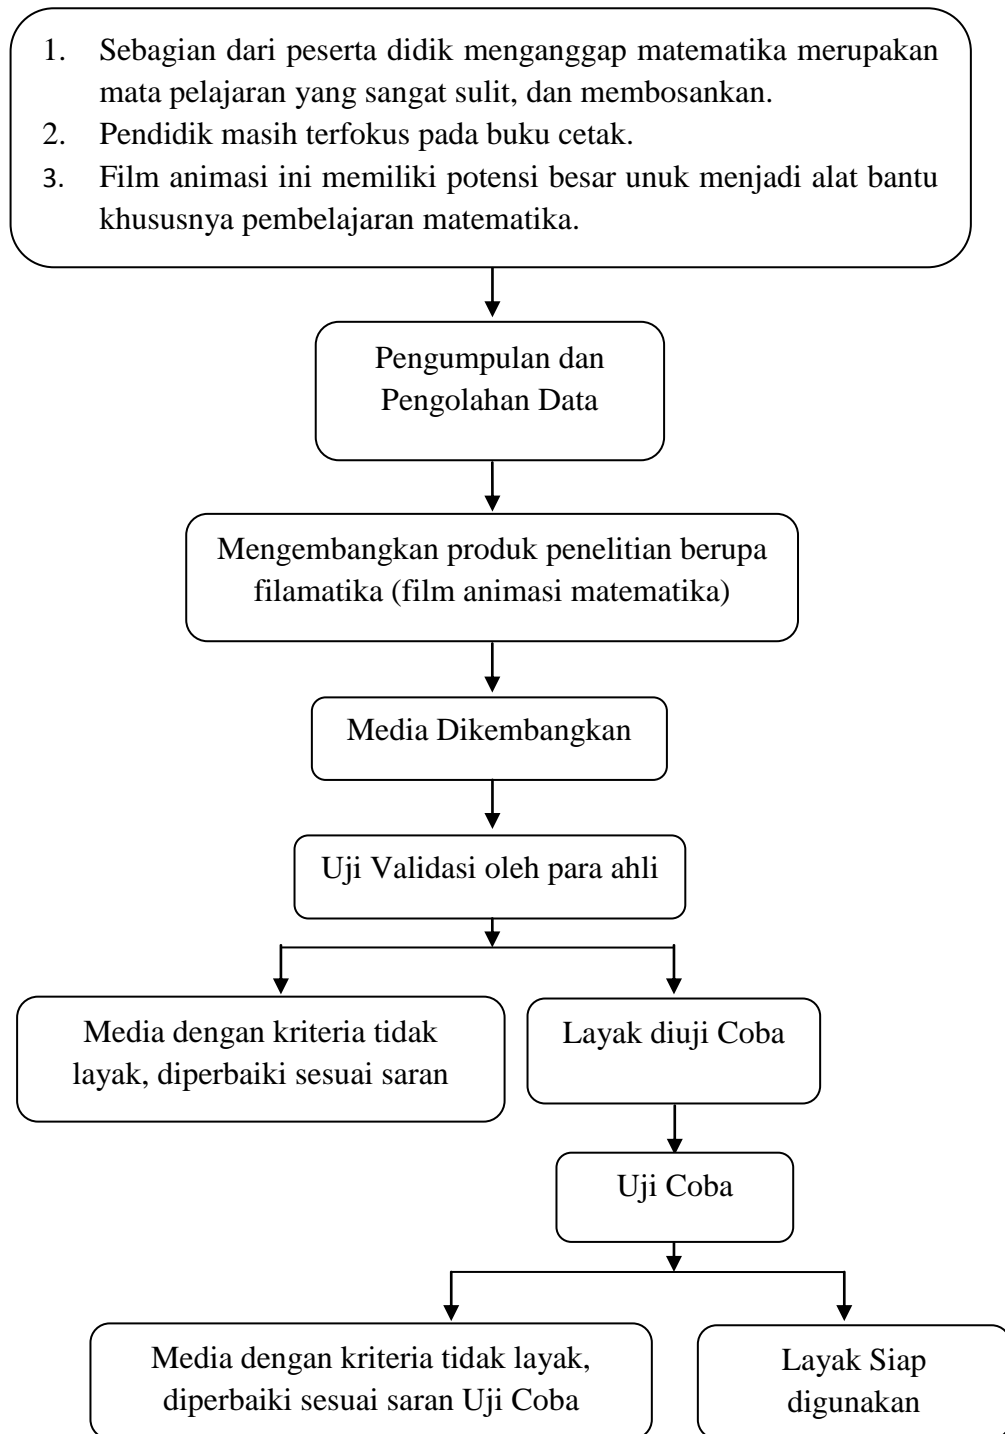 1. Sebagian dari peserta didik menganggap matematika merupakan
mata pelajaran yang sangat sulit, dan membosankan.
2. Pendidik masih terfokus pada buku cetak.
3. Film animasi ini memiliki potensi besar unuk menjadi alat bantu
khususnya pembelajaran matematika.
Pengumpulan dan
Pengolahan Data
Mengembangkan produk penelitian berupa
filamatika (film animasi matematika)
Media Dikembangkan
Uji Validasi oleh para ahli
Media dengan kriteria tidak
layak, diperbaiki sesuai saran
Layak diuji Coba
Uji Coba
Media dengan kriteria tidak layak,
diperbaiki sesuai saran Uji Coba
Layak Siap
digunakan